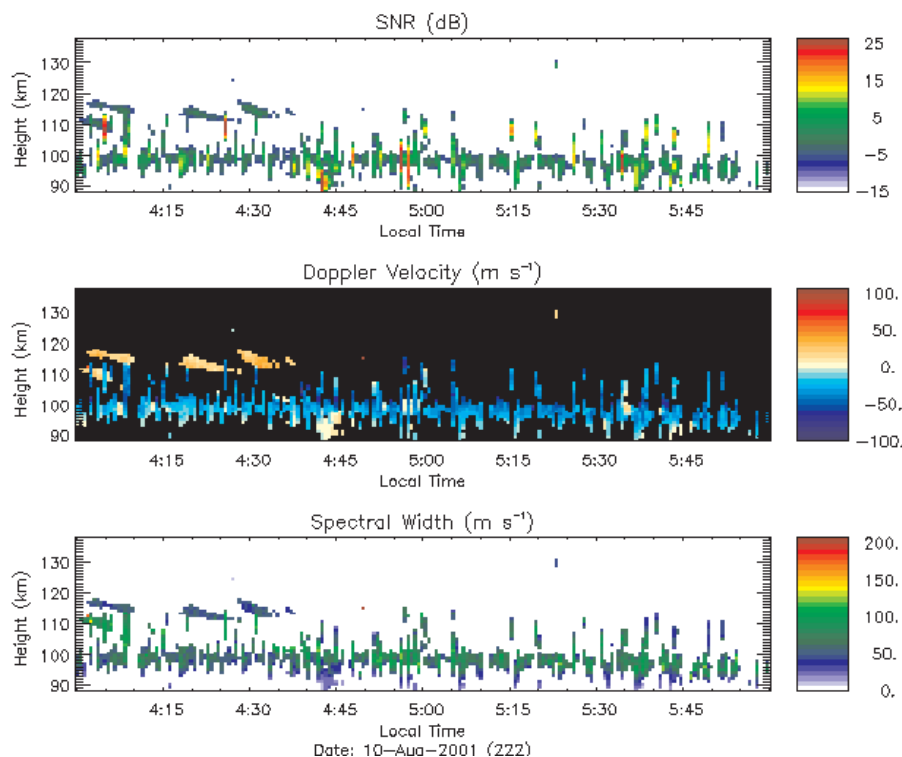 SNR (dB)
Height (km)
130
120
110
100
90
4:15 4:30 4:45 5:00 5:15 5:30 5:45
Local Time
25
15
5
−5
−15
Doppler Velocity (m s⁻¹)
Height (km)
130
120
110
100
90
4:15 4:30 4:45 5:00 5:15 5:30 5:45
Local Time
100.
50.
0.
−50.
−100.
Spectral Width (m s⁻¹)
Height (km)
130
120
110
100
90
4:15 4:30 4:45 5:00 5:15 5:30 5:45
Local Time
200.
150.
100.
50.
0.
Date: 10−Aug−2001 (222)